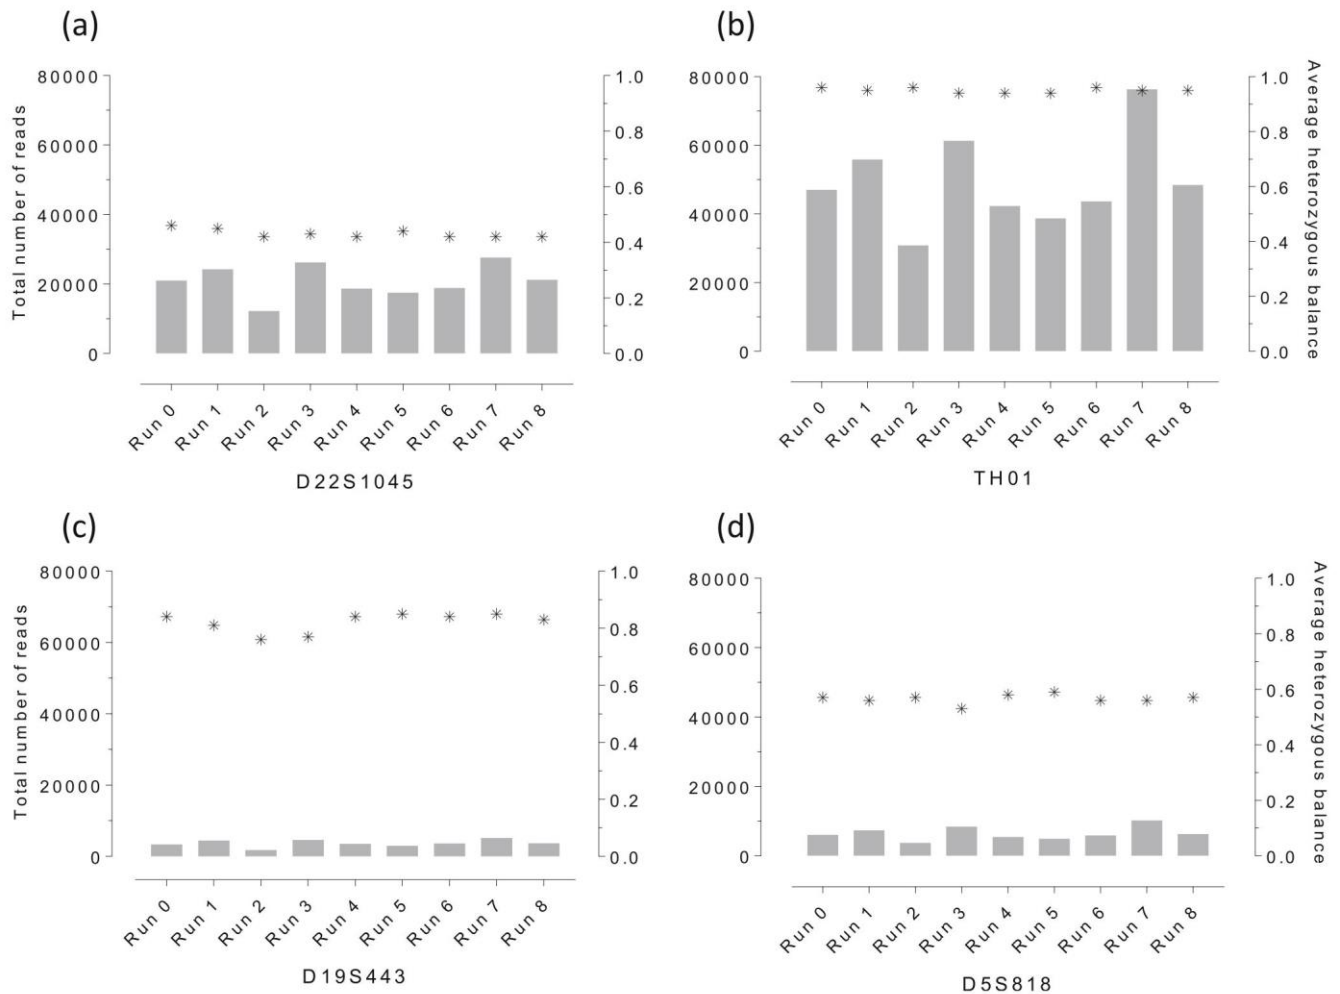 (a)
Total number of reads
80000
60000
40000
20000
0
1.0
0.8
0.6
0.4
0.2
0.0
Run 0
Run 1
Run 2
Run 3
Run 4
Run 5
Run 6
Run 7
Run 8
D22S1045
(b)
80000
60000
40000
20000
0
1.0
0.8
0.6
0.4
0.2
0.0
Average heterozygous balance
Run 0
Run 1
Run 2
Run 3
Run 4
Run 5
Run 6
Run 7
Run 8
TH01
(c)
Total number of reads
80000
60000
40000
20000
0
1.0
0.8
0.6
0.4
0.2
0.0
Run 0
Run 1
Run 2
Run 3
Run 4
Run 5
Run 6
Run 7
Run 8
D19S443
(d)
80000
60000
40000
20000
0
1.0
0.8
0.6
0.4
0.2
0.0
Average heterozygous balance
Run 0
Run 1
Run 2
Run 3
Run 4
Run 5
Run 6
Run 7
Run 8
D5S818